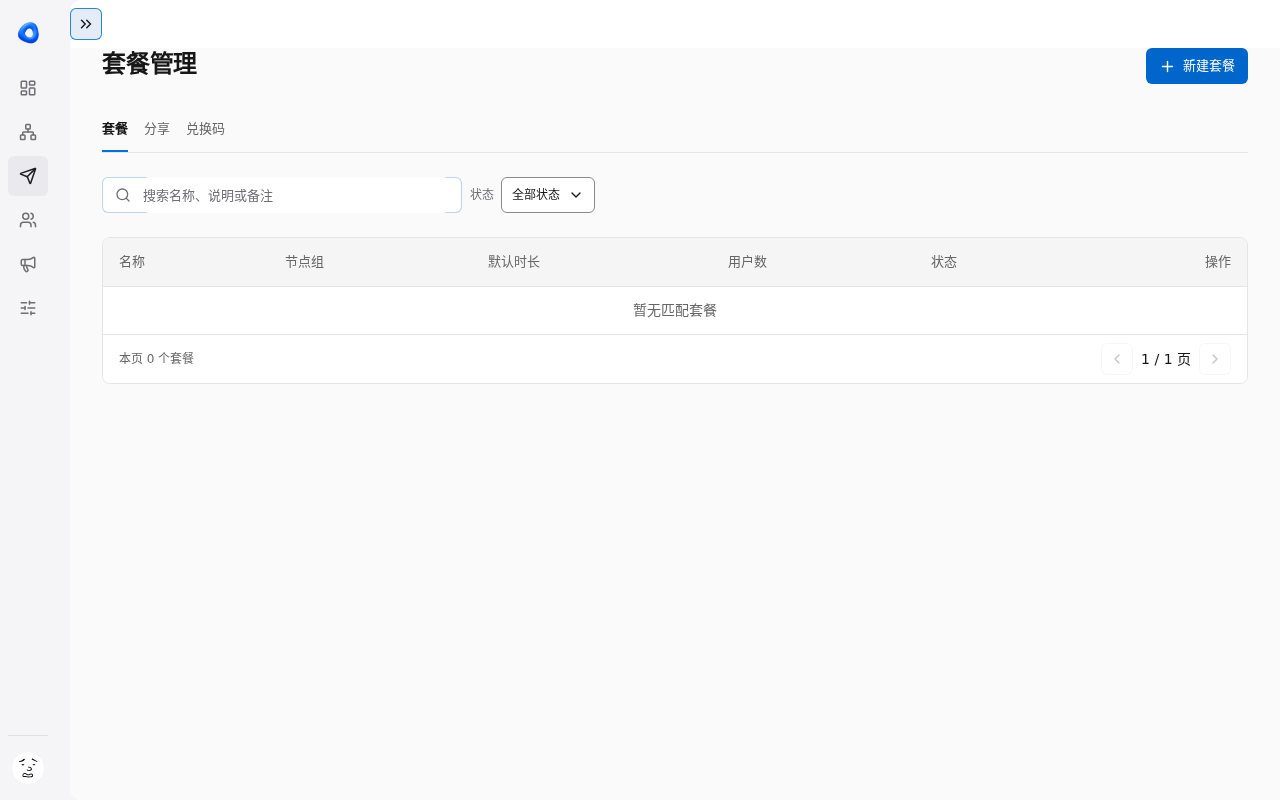 套餐管理
新建套餐
套餐 分享 兑换码
搜索名称、说明或备注 状态 全部状态
名称 节点组 默认时长 用户数 状态 操作
暂无匹配套餐
本页 0 个套餐 1 / 1 页